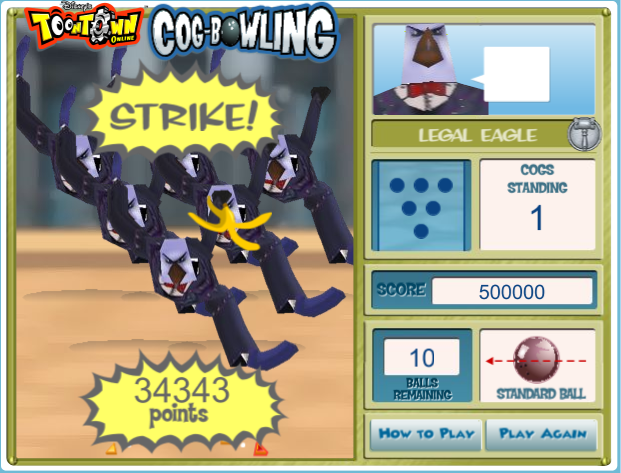 Disney's
TOONTOWN
ONLINE
COG-BOWLING
STRIKE!
34343
points
LEGAL EAGLE
COGS
STANDING
1
SCORE 500000
10
BALLS
REMAINING
STANDARD BALL
HOW TO PLAY
PLAY AGAIN